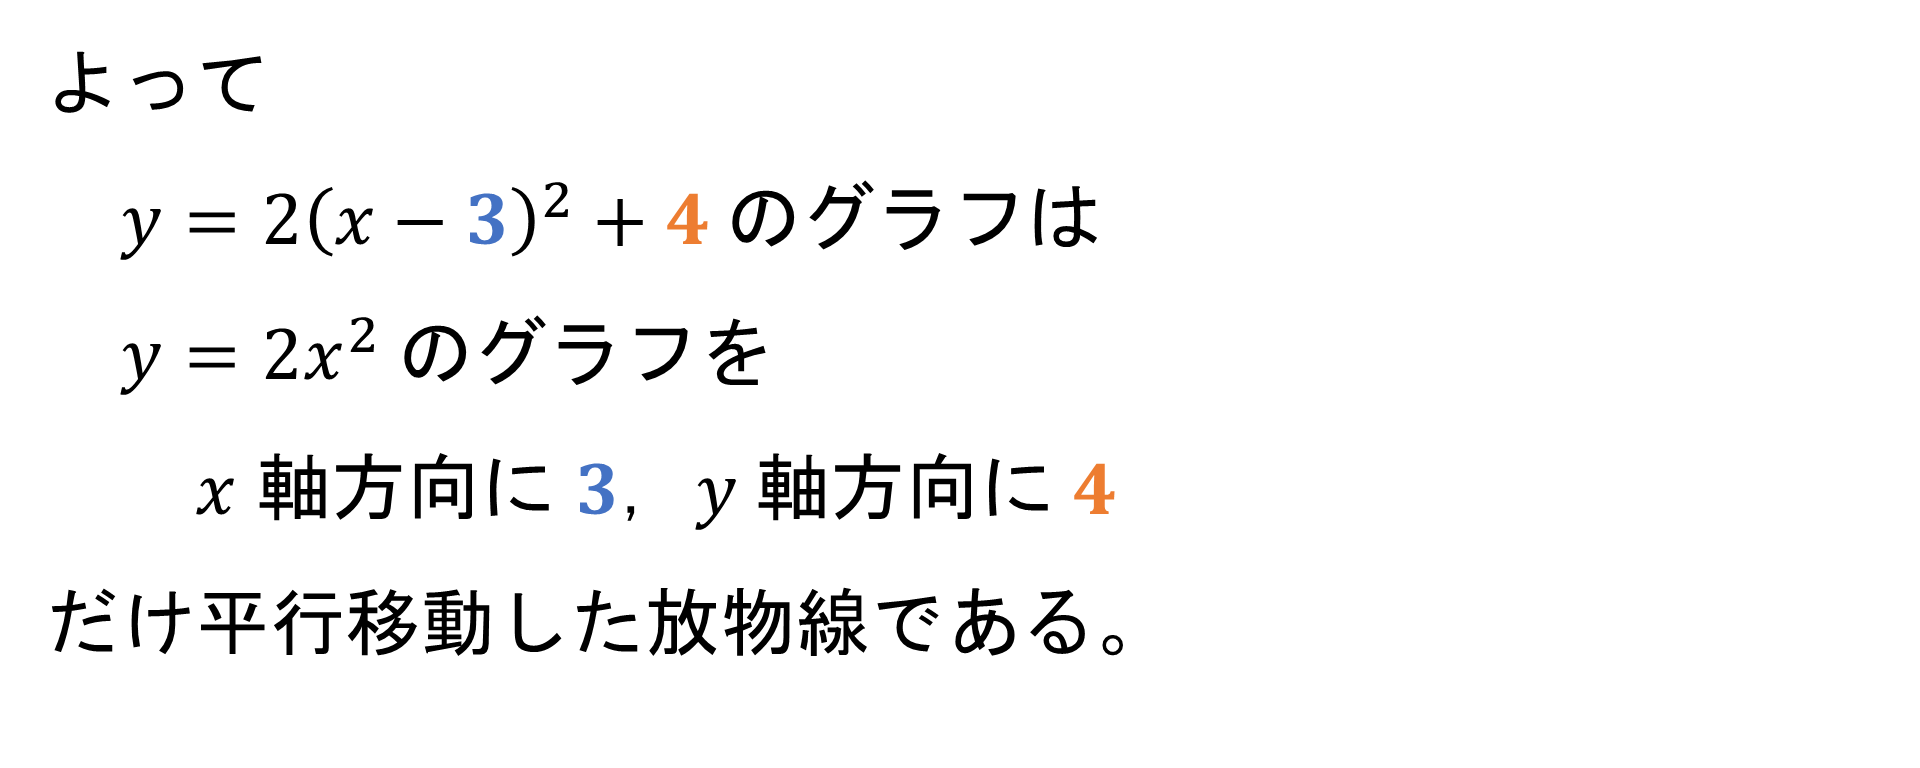 よって
y = 2(x − 3)² + 4 のグラフは
y = 2x² のグラフを
x 軸方向に 3, y 軸方向に 4
だけ平行移動した放物線である。